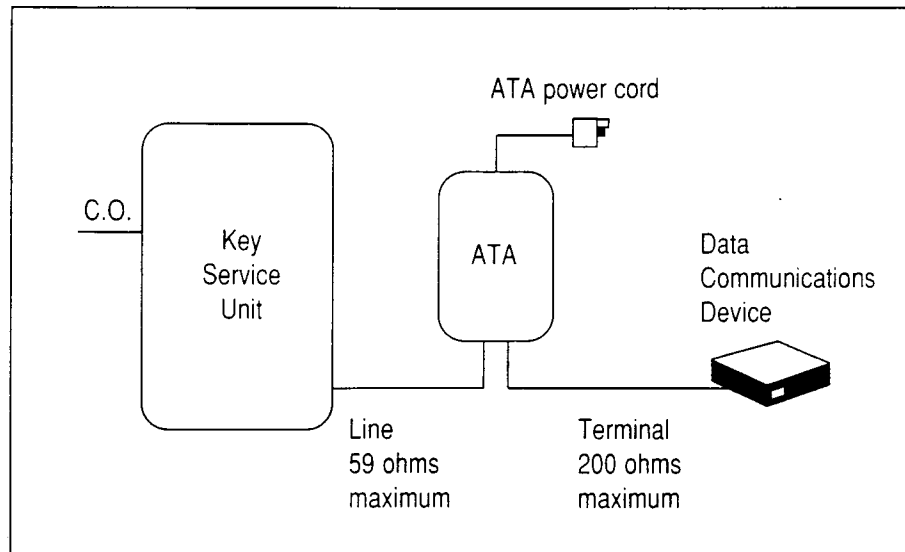 ATA power cord
C.O.
Key
Service
Unit
ATA
Data
Communications
Device
Line
59 ohms
maximum
Terminal
200 ohms
maximum